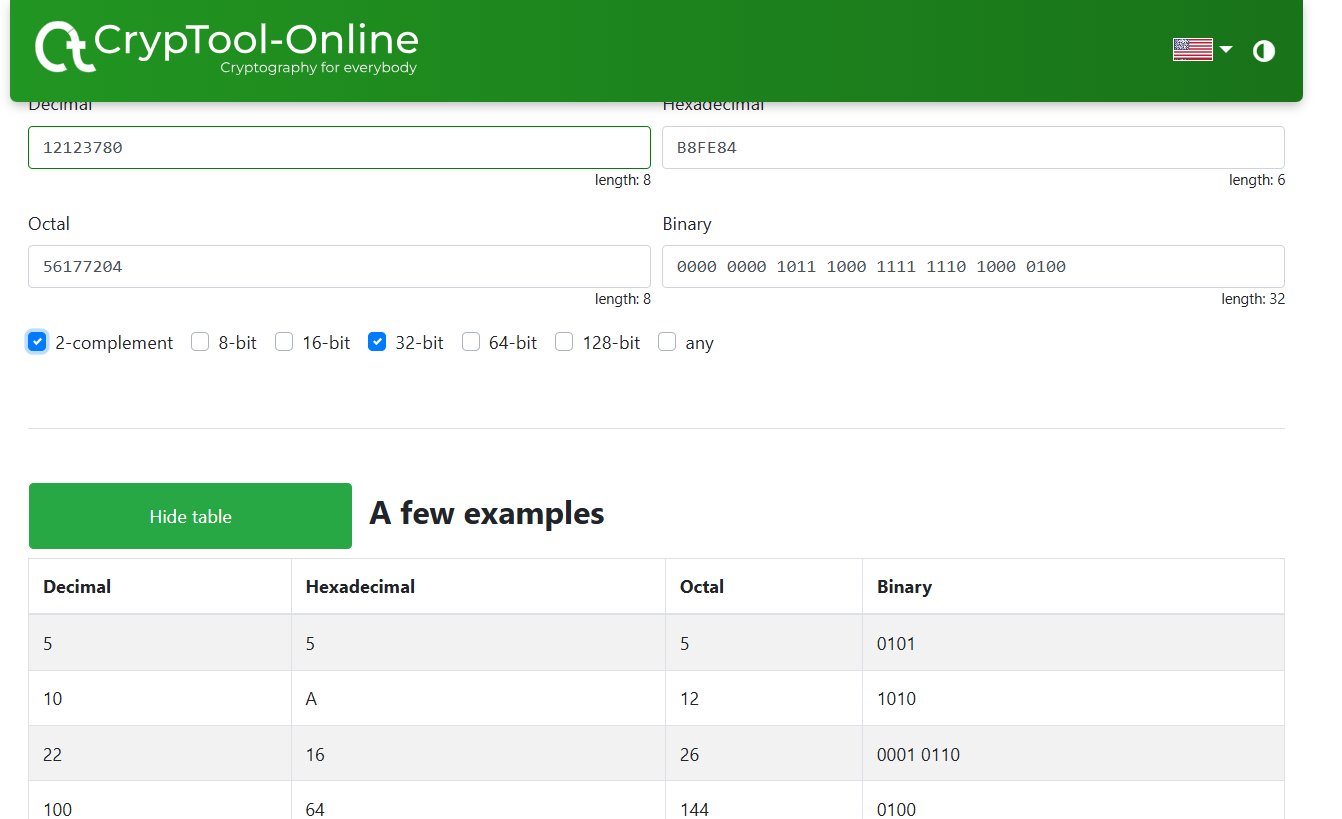 CrypTool-Online
Cryptography for everybody
Decimal Hexadecimal
12123780 B8FE84
length: 8 length: 6
Octal Binary
56177204 0000 0000 1011 1000 1111 1110 1000 0100
length: 8 length: 32
2-complement 8-bit 16-bit 32-bit 64-bit 128-bit any
Hide table A few examples
Decimal Hexadecimal Octal Binary
5 5 5 0101
10 A 12 1010
22 16 26 0001 0110
100 64 144 0100